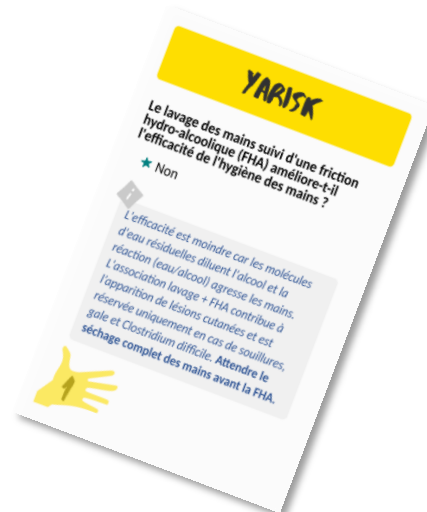 YARISK
Le lavage des mains suivi d'une friction
hydro-alcoolique (FHA) améliore-t-il
l'efficacité de l'hygiène des mains ?
Non
i
L'efficacité est moindre car les molécules
d'eau résiduelles diluent l'alcool et la
réaction (eau/alcool) agresse les mains.
L'association lavage + FHA contribue à
l'apparition de lésions cutanées et est
réservée uniquement en cas de souillures,
gale et Clostridium difficile. Attendre le
séchage complet des mains avant la FHA.
1